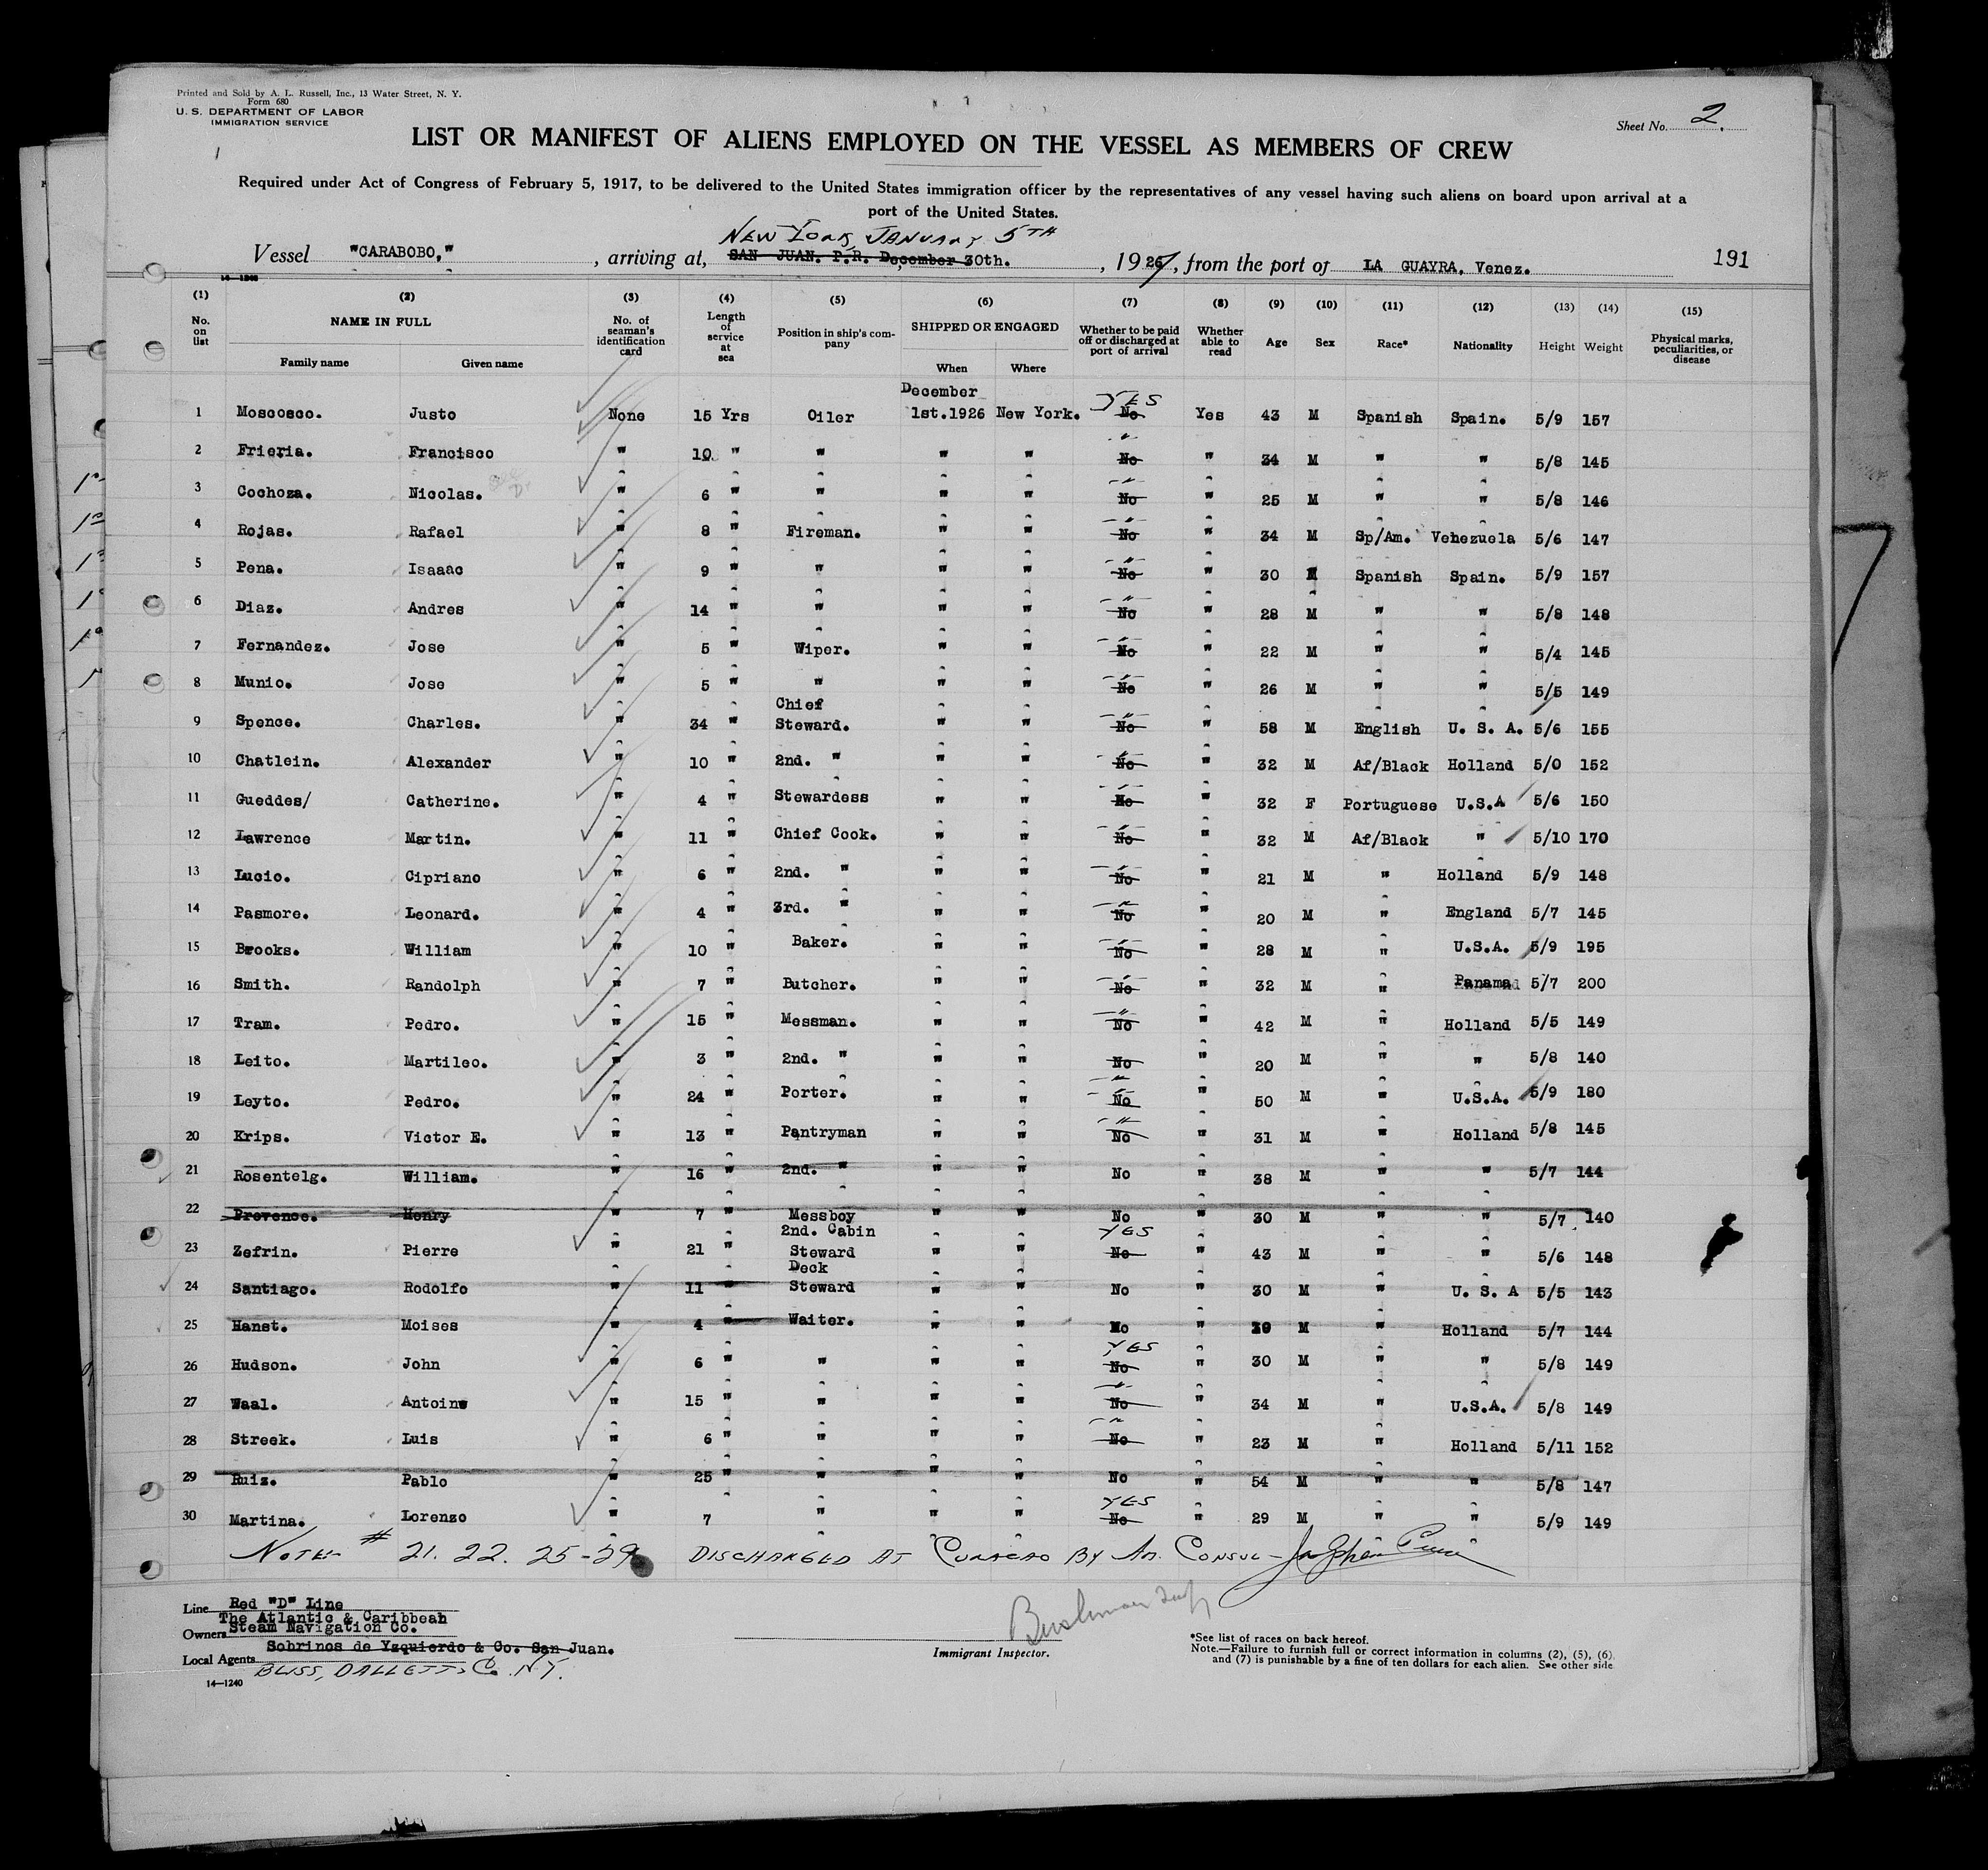 Printed and Sold by A. L. Russell, Inc., 13 Water Street, N. Y.
Form 680
U. S. DEPARTMENT OF LABOR
IMMIGRATION SERVICE
Sheet No. 2.
LIST OR MANIFEST OF ALIENS EMPLOYED ON THE VESSEL AS MEMBERS OF CREW
Required under Act of Congress of February 5, 1917, to be delivered to the United States immigration officer by the representatives of any vessel having such aliens on board upon arrival at a
port of the United States.
NEW YORK, JANUARY 5TH
Vessel "CARABOBO," , arriving at, SAN JUAN. P.R. December 30th. , 1927, from the port of LA GUAYRA, Venez. 191
(1) (2) (3) (4) (5) (6) (7) (8) (9) (10) (11) (12) (13) (14) (15)
No. on list NAME IN FULL No. of seaman's identification card Length of service at sea Position in ship's company SHIPPED OR ENGAGED Whether to be paid off or discharged at port of arrival Whether able to read Age Sex Race* Nationality Height Weight Physical marks, peculiarities, or disease
Family name Given name When Where
December
YES
1 Moscosco. Justo None 15 Yrs Oiler 1st.1926 New York. No Yes 43 M Spanish Spain. 5/9 157
2 Frieria. Francisco " 10 " " " " No " 34 M " " 5/8 145
3 Cochoza. Nicolas. " 6 " " " " No " 25 M " " 5/8 146
4 Rojas. Rafael " 8 " Fireman. " " No " 34 M Sp/Am. Venezuela 5/6 147
5 Pena. Isaaac " 9 " " " " No " 30 M Spanish Spain. 5/9 157
6 Diaz. Andres " 14 " " " " No " 28 M " " 5/8 148
7 Fernandez. Jose " 5 " Wiper. " " No " 22 M " " 5/4 145
8 Munio. Jose " 5 " " " " No " 26 M " " 5/5 149
Chief
9 Spence. Charles. " 34 " Steward. " " No " 58 M English U. S. A. 5/6 155
10 Chatlein. Alexander " 10 " 2nd. " " " No " 32 M Af/Black Holland 5/0 152
11 Gueddes/ Catherine. " 4 " Stewardess " " No " 32 F Portuguese U.S.A 5/6 150
12 Lawrence Martin. " 11 " Chief Cook. " " No " 32 M Af/Black " 5/10 170
13 Lucio. Cipriano " 6 " 2nd. " " " No " 21 M " Holland 5/9 148
14 Pasmore. Leonard. " 4 " 3rd. " " " No " 20 M " England 5/7 145
15 Brooks. William " 10 " Baker. " " No " 28 M " U.S.A. 5/9 195
16 Smith. Randolph " 7 " Butcher. " " No " 32 M " Panama 5/7 200
17 Tram. Pedro. " 15 " Messman. " " No " 42 M " Holland 5/5 149
18 Leito. Martileo. " 3 " 2nd. " " " No " 20 M " " 5/8 140
19 Leyto. Pedro. " 24 " Porter. " " No " 50 M " U.S.A. 5/9 180
20 Krips. Victor E. " 13 " Pantryman " " No " 31 M " Holland 5/8 145
21 Rosentelg. William. " 16 " 2nd. " " " No " 38 M " " 5/7 144
22 Provence. Henry " 7 " Messboy " " No " 30 M " " 5/7 140
2nd. Cabin YES
23 Zefrin. Pierre " 21 " Steward " " No " 43 M " " 5/6 148
Deck
24 Santiago. Rodolfo " 11 " Steward " " No " 30 M " U. S. A 5/5 143
25 Hanst. Moises " 4 " Waiter. " " No " 39 M " Holland 5/7 144
YES
26 Hudson. John " 6 " " " " No " 30 M " " 5/8 149
27 Waal. Antoine " 15 " " " " No " 34 M " U.S.A. 5/8 149
28 Streek. Luis " 6 " " " " No " 23 M " Holland 5/11 152
29 Ruiz. Pablo " 25 " " " " No " 54 M " " 5/8 147
YES
30 Martina. Lorenzo " 7 " " " No " 29 M " " 5/9 149
NOTE- # 21. 22. 25-29 DISCHARGED AT CURACAO BY AM. CONSUL-
Line Red "D" Line
The Atlantic & Caribbean
Owners Steam Navigation Co.
Sobrinos de Yzquierdo & Co. San Juan.
Local Agents BLISS, DALLETT & Co. N.Y.
14—1240
Immigrant Inspector.
*See list of races on back hereof.
Note.—Failure to furnish full or correct information in columns (2), (5), (6),
and (7) is punishable by a fine of ten dollars for each alien. See other side